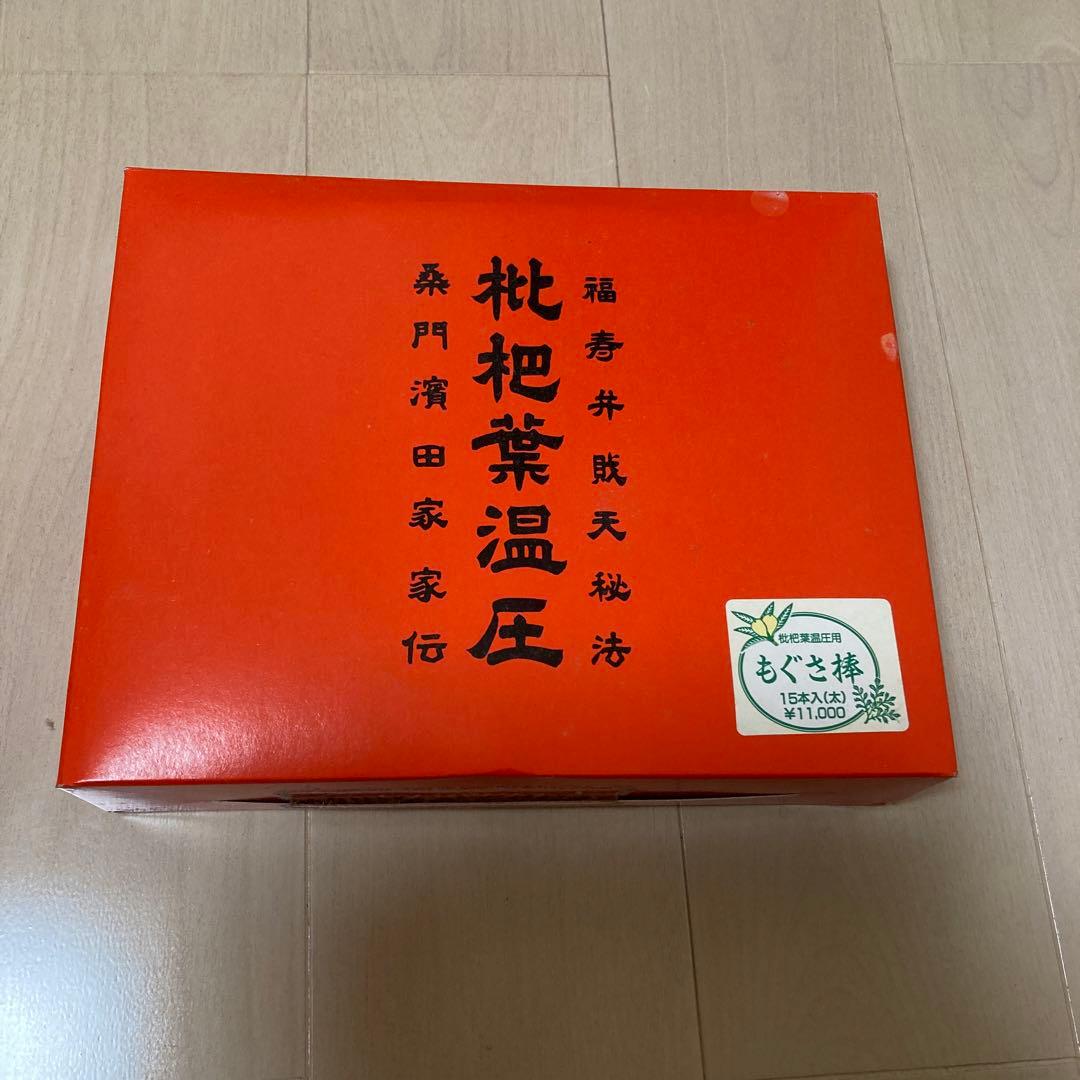 福寿井戝天秘法
枇杷葉温圧
桑門濱田家家伝
枇杷葉温圧用
もぐさ棒
15本入(太)
¥11,000